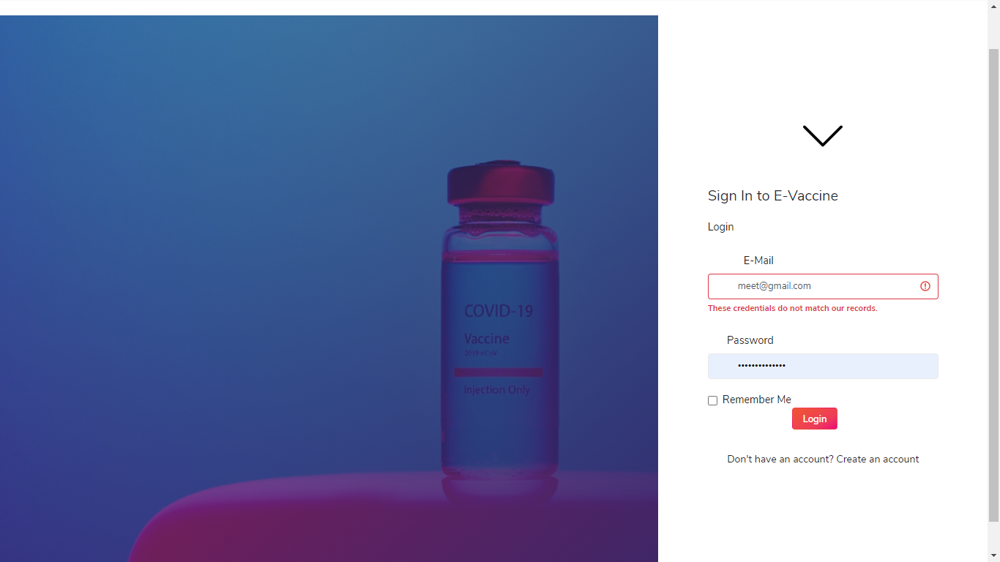 COVID-19
Vaccine
2019-nCoV
Injection Only
Sign In to E-Vaccine
Login
E-Mail
meet@gmail.com
These credentials do not match our records.
Password
••••••••••••••
Remember Me
Login
Don't have an account? Create an account